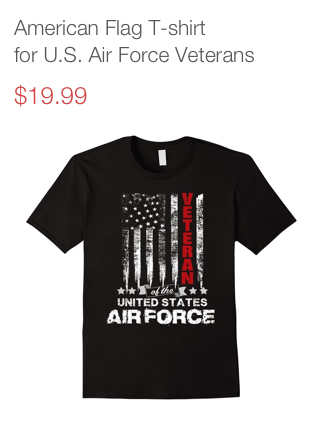 American Flag T-shirt
for U.S. Air Force Veterans
$19.99
VETERAN
of the
UNITED STATES
AIR FORCE